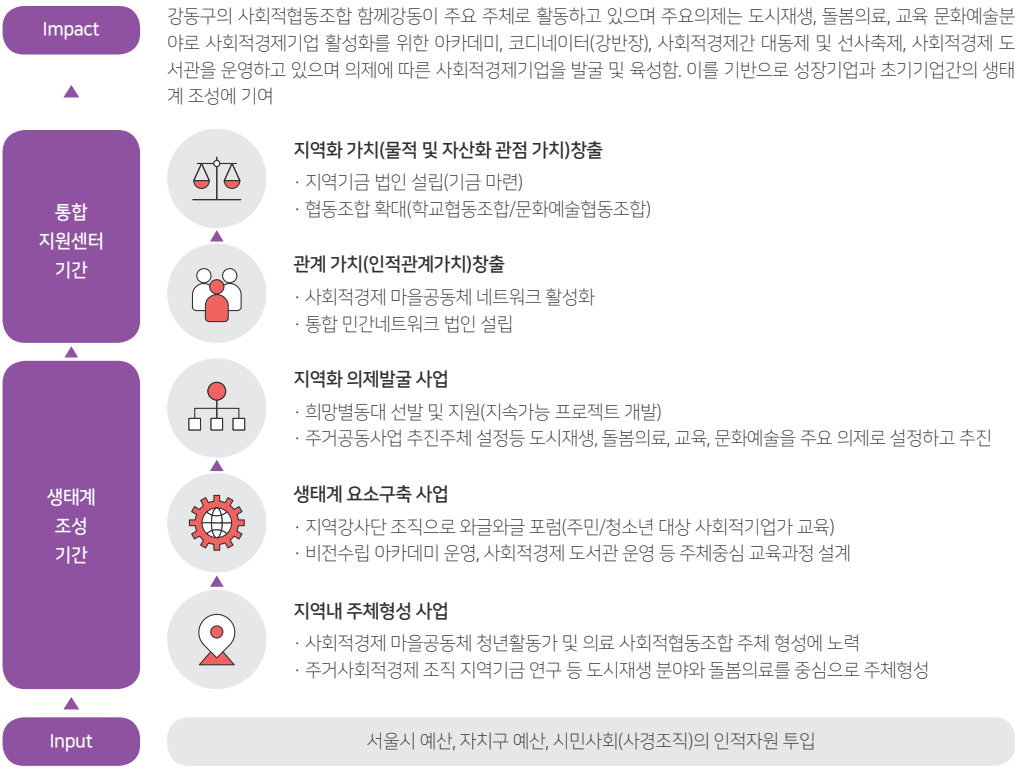 Impact
강동구의 사회적협동조합 함께강동이 주요 주체로 활동하고 있으며 주요의제는 도시재생, 돌봄의료, 교육 문화예술분
야로 사회적경제기업 활성화를 위한 아카데미, 코디네이터(강반장), 사회적경제간 대동제 및 선사축제, 사회적경제 도
서관을 운영하고 있으며 의제에 따른 사회적경제기업을 발굴 및 육성함. 이를 기반으로 성장기업과 초기기업간의 생태
계 조성에 기여
통합
지원센터
기간
지역화 가치(물적 및 자산화 관점 가치)창출
· 지역기금 법인 설립(기금 마련)
· 협동조합 확대(학교협동조합/문화예술협동조합)
관계 가치(인적관계가치)창출
· 사회적경제 마을공동체 네트워크 활성화
· 통합 민간네트워크 법인 설립
생태계
조성
기간
지역화 의제발굴 사업
· 희망별동대 선발 및 지원(지속가능 프로젝트 개발)
· 주거공동사업 추진주체 설정등 도시재생, 돌봄의료, 교육, 문화예술을 주요 의제로 설정하고 추진
생태계 요소구축 사업
· 지역강사단 조직으로 와글와글 포럼(주민/청소년 대상 사회적기업가 교육)
· 비전수립 아카데미 운영, 사회적경제 도서관 운영 등 주체중심 교육과정 설계
지역내 주체형성 사업
· 사회적경제 마을공동체 청년활동가 및 의료 사회적협동조합 주체 형성에 노력
· 주거사회적경제 조직 지역기금 연구 등 도시재생 분야와 돌봄의료를 중심으로 주체형성
Input
서울시 예산, 자치구 예산, 시민사회(사경조직)의 인적자원 투입